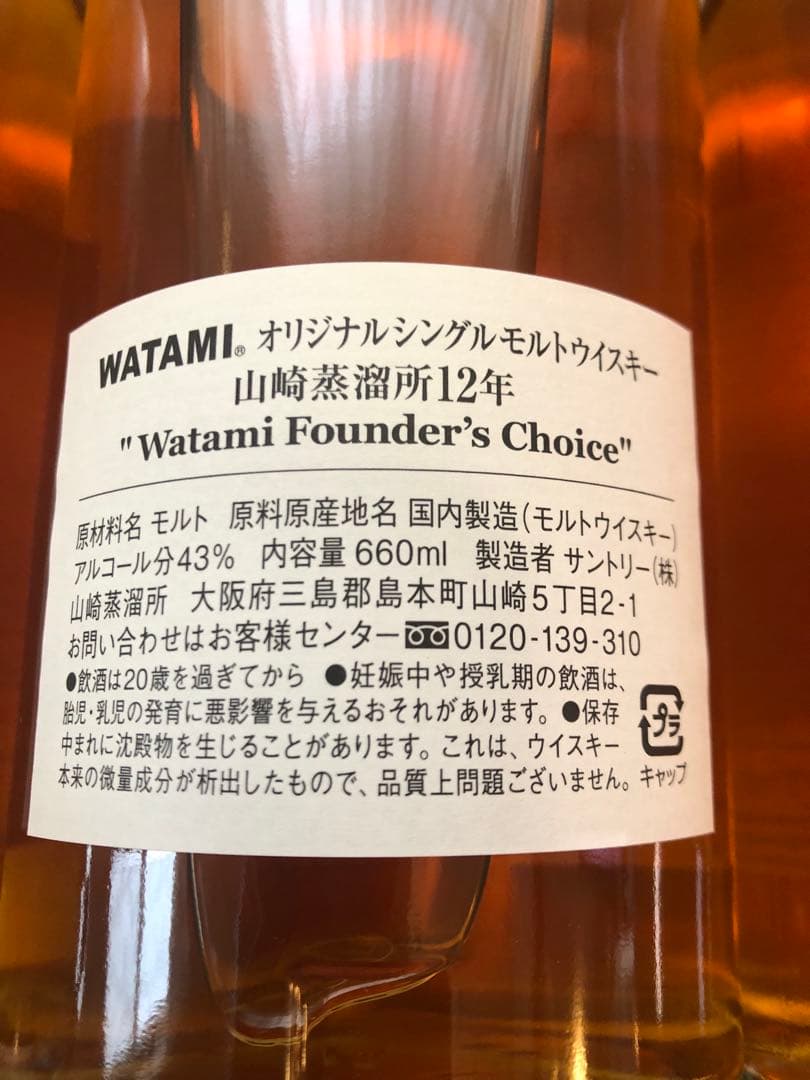 WATAMI® オリジナルシングルモルトウイスキー
山崎蒸溜所12年
"Watami Founder's Choice"
原材料名 モルト 原料原産地名 国内製造(モルトウイスキー)
アルコール分43% 内容量 660ml 製造者 サントリー(株)
山崎蒸溜所 大阪府三島郡島本町山崎5丁目2-1
お問い合わせはお客様センター 0120-139-310
●飲酒は20歳を過ぎてから ●妊娠中や授乳期の飲酒は、
胎児・乳児の発育に悪影響を与えるおそれがあります。●保存
中まれに沈殿物を生じることがあります。これは、ウイスキー
本来の微量成分が析出したもので、品質上問題ございません。
プラ
キャップ